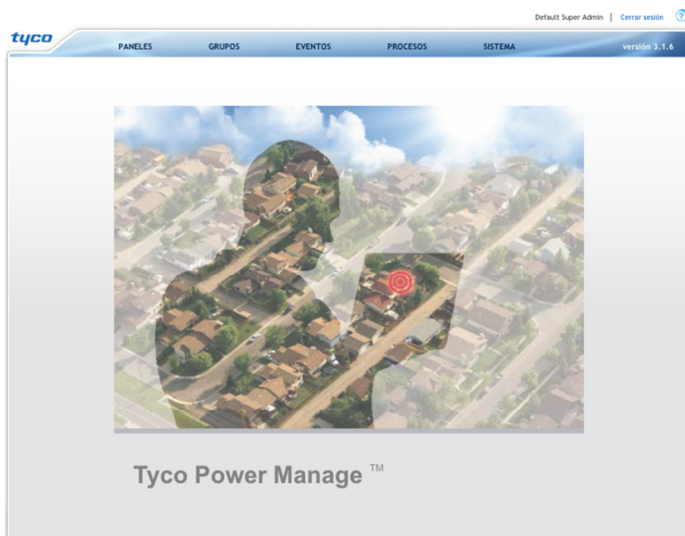 Default Super Admin | Cerrar sesión ?
tyco
PANELES GRUPOS EVENTOS PROCESOS SISTEMA versión 3.1.6
Tyco Power Manage ™